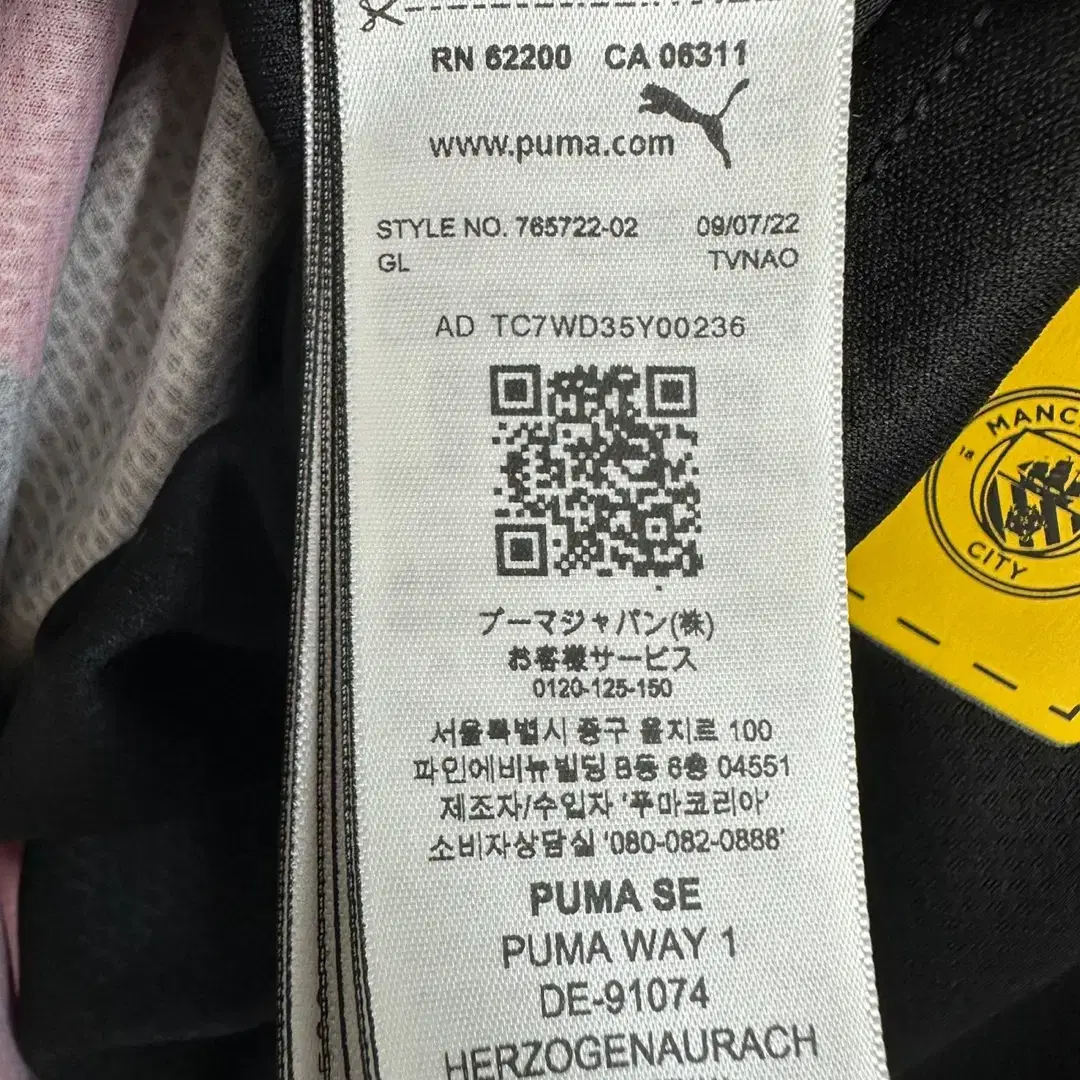 RN 62200 CA 06311
www.puma.com
STYLE NO. 765722-02 09/07/22
GL TVNAO
AD TC7WD35Y00236
プーマジャパン(株)
お客様サービス
0120-125-150
서울특별시 중구 을지로 100
파인에비뉴빌딩 B동 6층 04551
제조자/수입자 '푸마코리아'
소비자상담실 '080-082-0888'
PUMA SE
PUMA WAY 1
DE-91074
HERZOGENAURACH
MANC
18
CITY